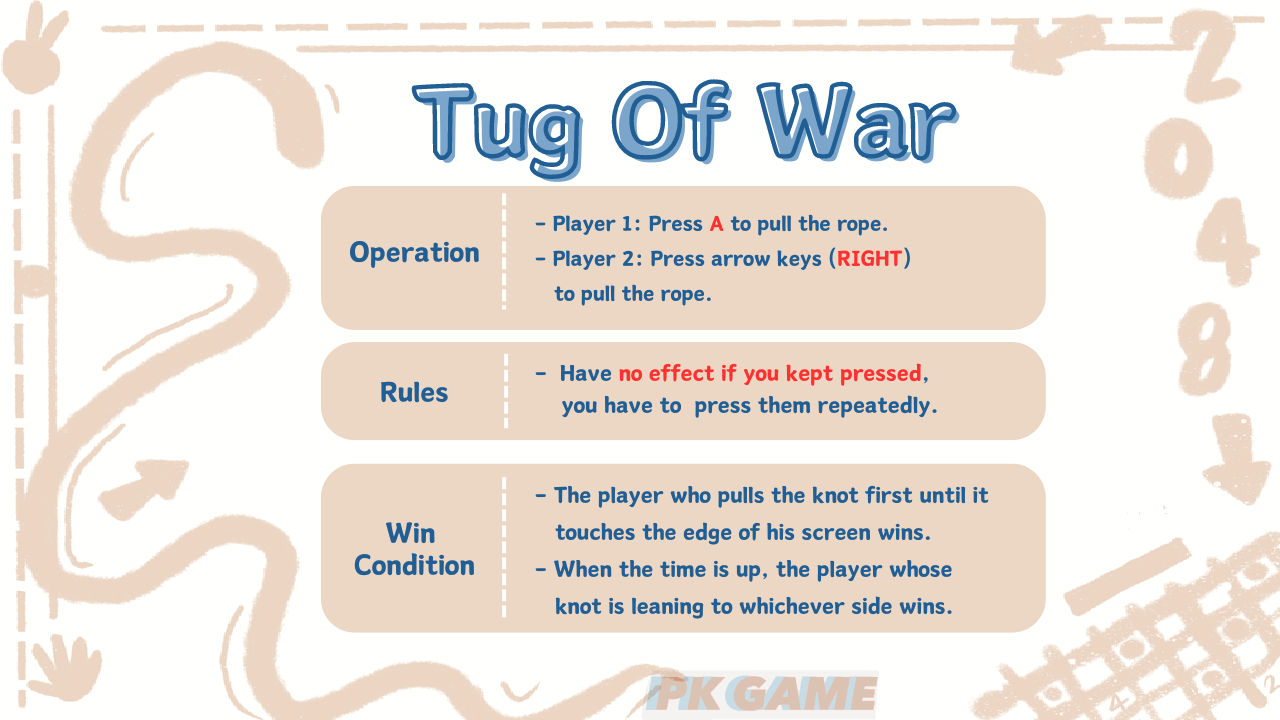 Tug Of War
Operation
- Player 1: Press A to pull the rope.
- Player 2: Press arrow keys (RIGHT)
to pull the rope.
Rules
- Have no effect if you kept pressed,
you have to press them repeatedly.
Win
Condition
- The player who pulls the knot first until it
touches the edge of his screen wins.
- When the time is up, the player whose
knot is leaning to whichever side wins.
2
0
4
8
4
2
PK GAME